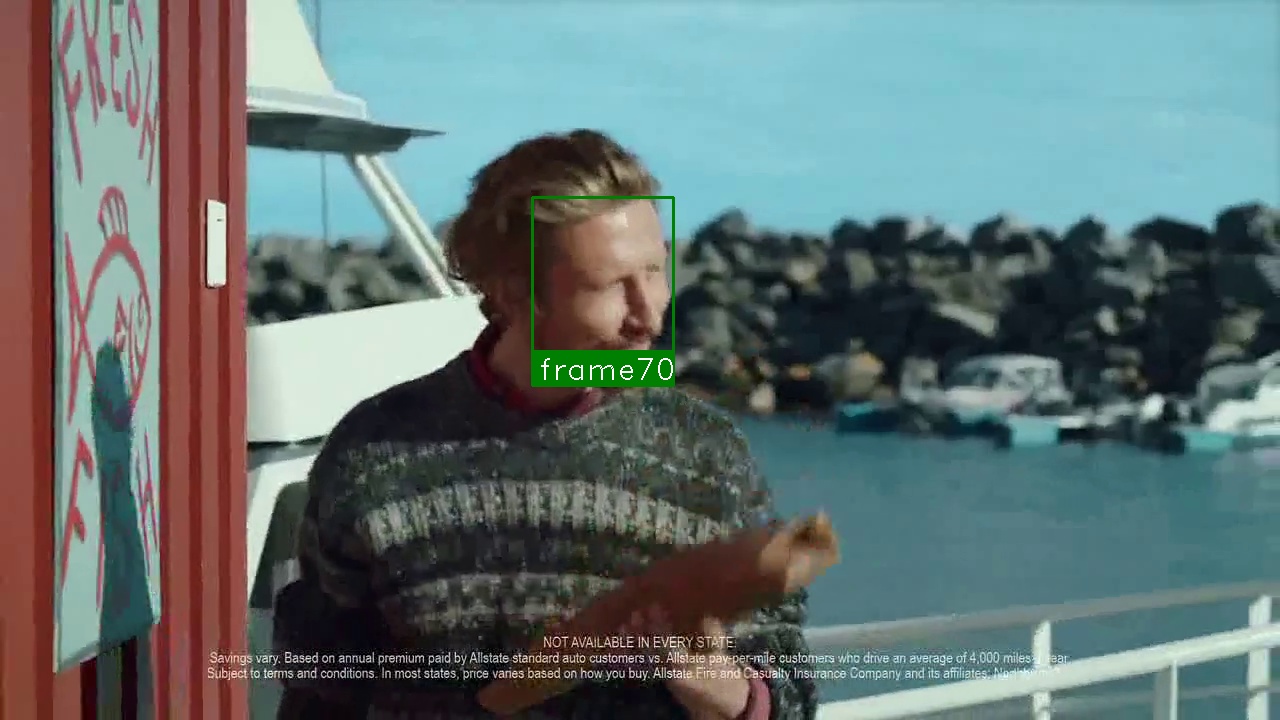 FRESH
FISH
frame70
NOT AVAILABLE IN EVERY STATE.
Savings vary. Based on annual premium paid by Allstate standard auto customers vs. Allstate pay-per-mile customers who drive an average of 4,000 miles/year.
Subject to terms and conditions. In most states, price varies based on how you buy. Allstate Fire and Casualty Insurance Company and its affiliates: